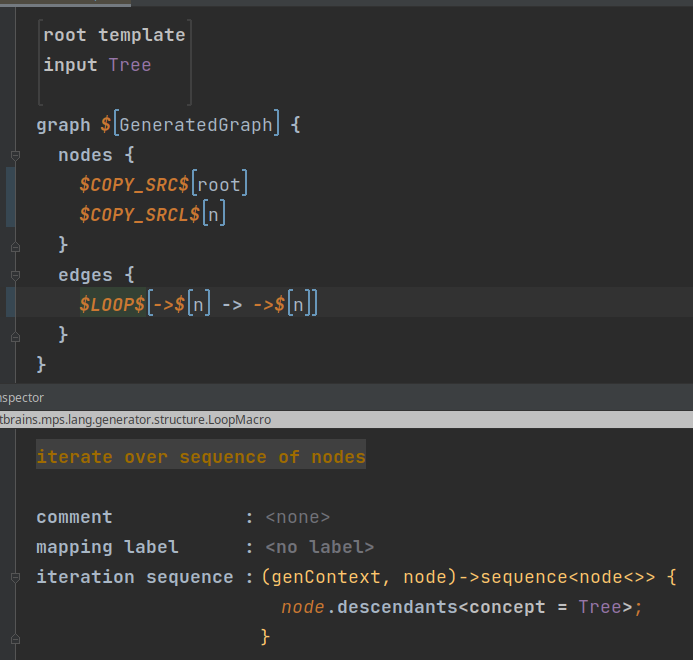 root template
input Tree
graph $[GeneratedGraph] {
nodes {
$COPY_SRC$[root]
$COPY_SRCL$[n]
}
edges {
$LOOP$[->$[n] -> ->$[n]]
}
}
nspector
tbrains.mps.lang.generator.structure.LoopMacro
iterate over sequence of nodes
comment : <none>
mapping label : <no label>
iteration sequence : (genContext, node)->sequence<node<>> {
node.descendants<concept = Tree>;
}